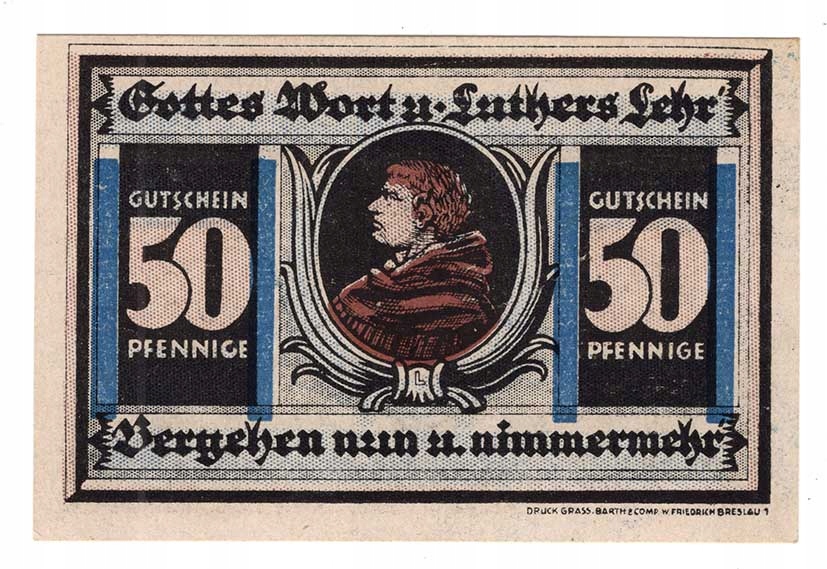 Gottes Wort u. Luthers Lehr'
GUTSCHEIN
50
PFENNIGE
GUTSCHEIN
50
PFENNIGE
L
Vergehen nun u. nimmermehr
DRUCK GRASS. BARTH & COMP. W. FRIEDRICH BRESLAU 1